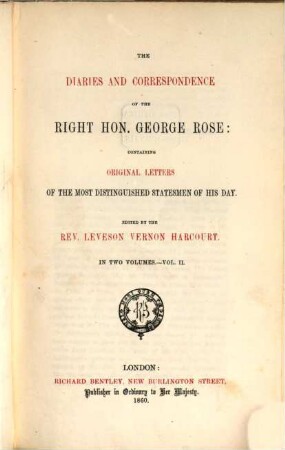 THE
DIARIES AND CORRESPONDENCE
OF THE
RIGHT HON. GEORGE ROSE:
CONTAINING
ORIGINAL LETTERS
OF THE MOST DISTINGUISHED STATESMEN OF HIS DAY.
EDITED BY THE
REV. LEVESON VERNON HARCOURT.
IN TWO VOLUMES.—VOL. II.
LONDON:
RICHARD BENTLEY, NEW BURLINGTON STREET,
Publisher in Ordinary to Her Majesty.
1860.